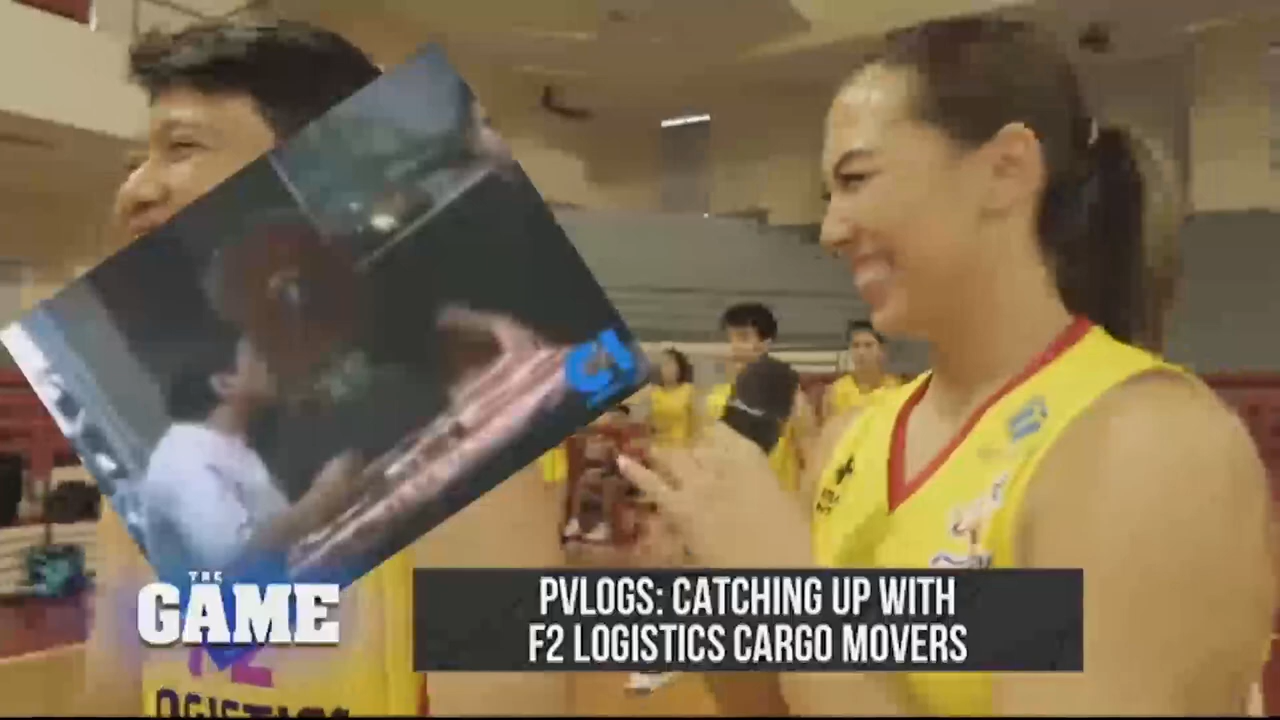 THE
GAME
PVLOGS: CATCHING UP WITH
F2 LOGISTICS CARGO MOVERS